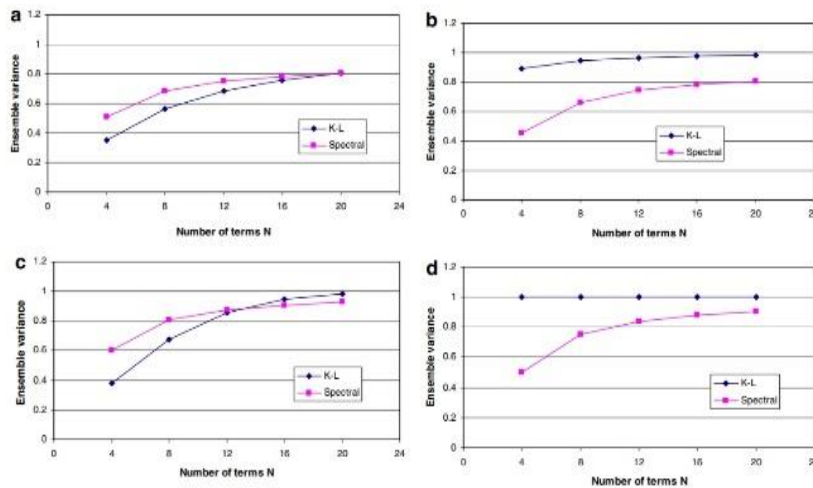 a
Ensemble variance
1.2
1
0.8
0.6
0.4
0.2
0
4 8 12 16 20 24
Number of terms N
K-L
Spectral
b
Ensemble variance
1.2
1
0.8
0.6
0.4
0.2
0
0 4 8 12 16 20 24
Number of terms N
K-L
Spectral
c
Ensemble variance
1.2
1
0.8
0.6
0.4
0.2
0
0 4 8 12 16 20 24
Number of terms N
K-L
Spectral
d
Ensemble variance
1.2
1
0.8
0.6
0.4
0.2
0
0 4 8 12 16 20 24
Number of terms N
K-L
Spectral